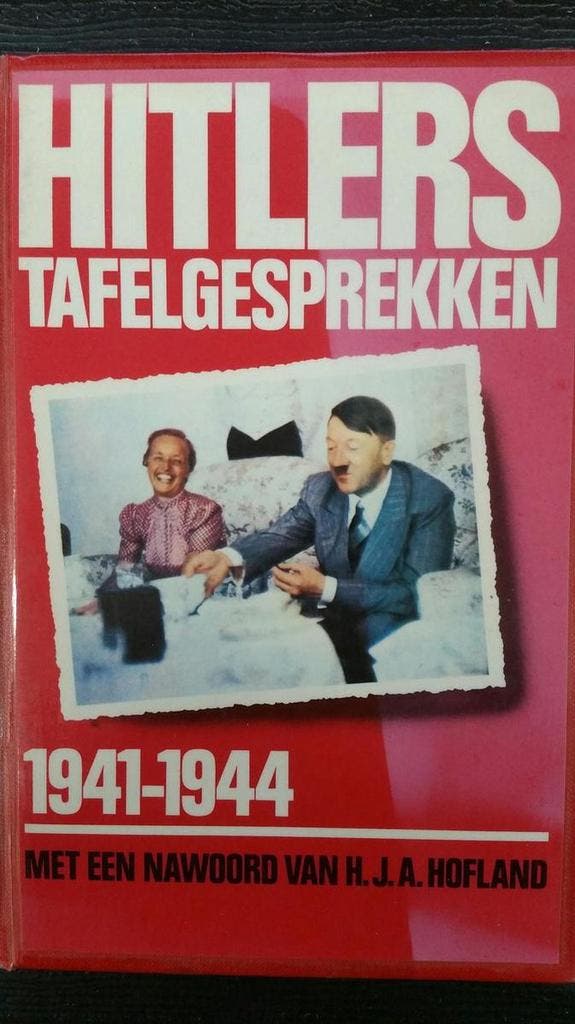 HITLERS
TAFELGESPREKKEN
1941-1944
MET EEN NAWOORD VAN H.J.A. HOFLAND